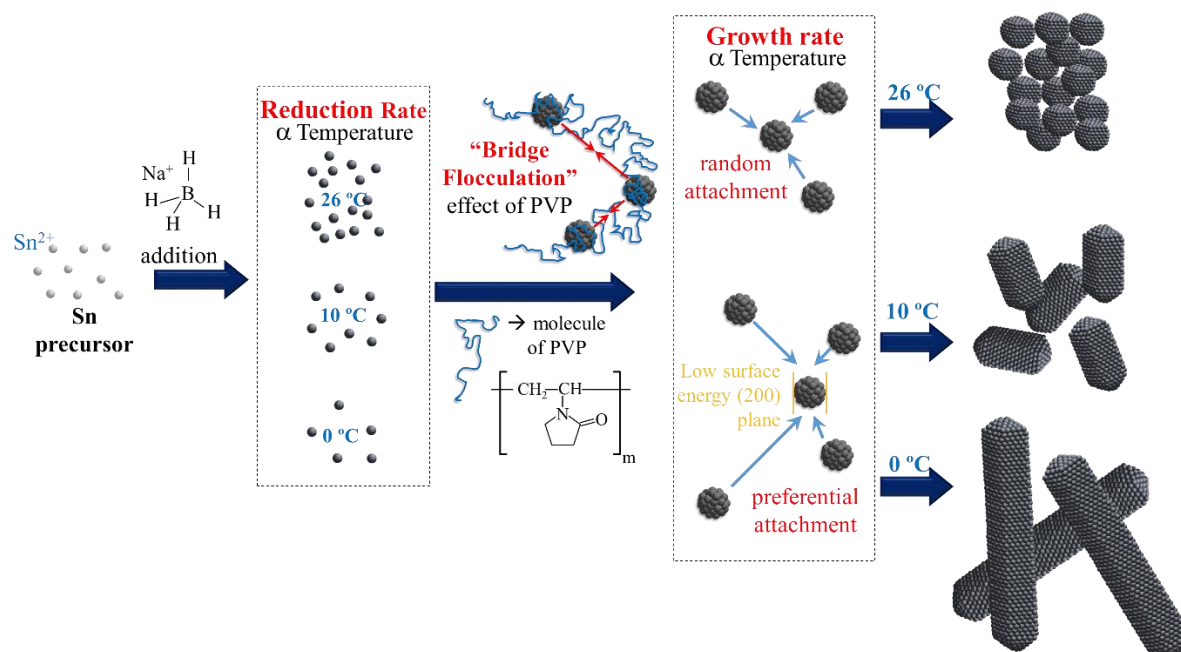 Sn²⁺
Sn
precursor
H
Na⁺
H
B
H
H
addition
Reduction Rate
α Temperature
26 ºC
10 ºC
0 ºC
“Bridge
Flocculation”
effect of PVP
→ molecule
of PVP
CH₂
CH
N
O
m
Growth rate
α Temperature
random
attachment
Low surface
energy (200)
plane
preferential
attachment
26 ºC
10 ºC
0 ºC